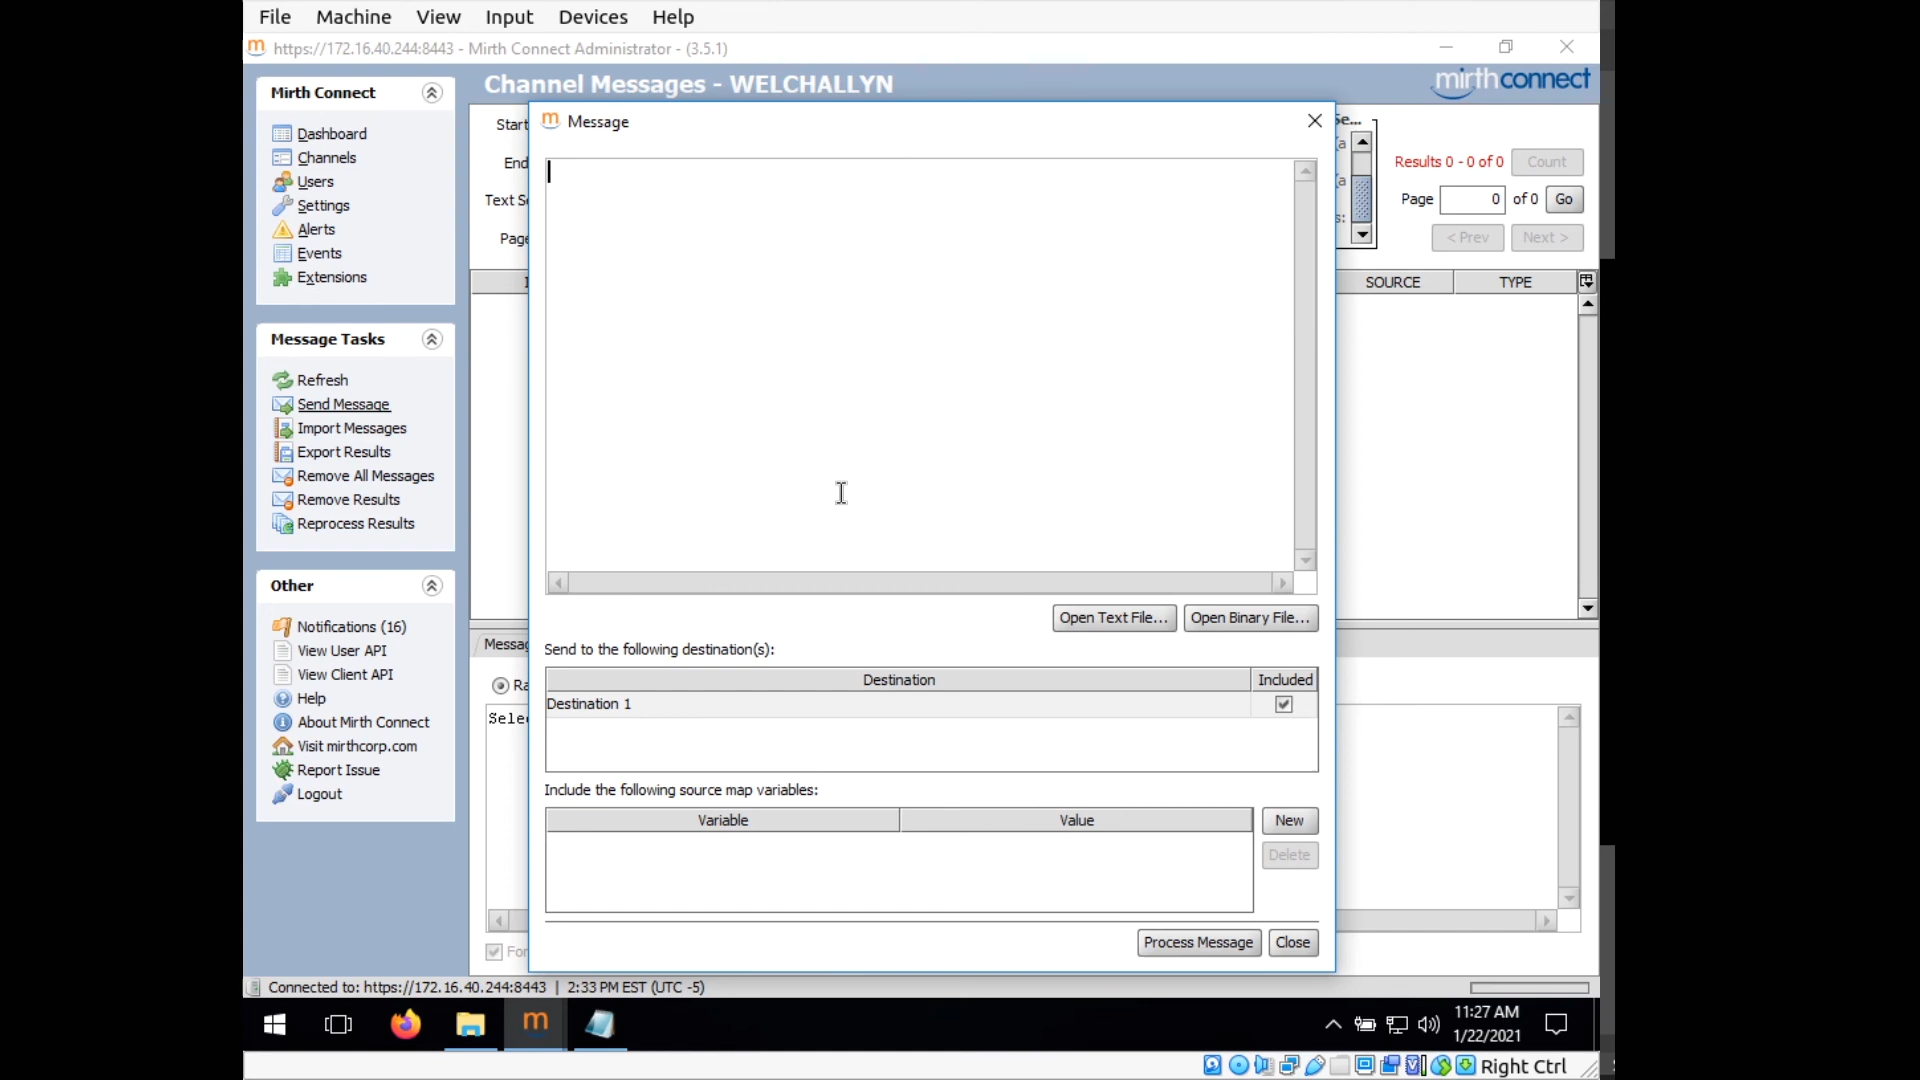 File Machine View Input Devices Help
https://172.16.40.244:8443 - Mirth Connect Administrator - (3.5.1)
Mirth Connect
Dashboard
Channels
Users
Settings
Alerts
Events
Extensions
Message Tasks
Refresh
Send Message
Import Messages
Export Results
Remove All Messages
Remove Results
Reprocess Results
Other
Notifications (16)
View User API
View Client API
Help
About Mirth Connect
Visit mirthcorp.com
Report Issue
Logout
Channel Messages - WELCHALLYN
mirthconnect
Start
End
Text Se
Page
Results 0 - 0 of 0 Count
Page 0 of 0 Go
< Prev Next >
SOURCE TYPE
Messag
Ra
Selec
For
Message
Open Text File... Open Binary File...
Send to the following destination(s):
Destination Included
Destination 1
Include the following source map variables:
Variable Value New
Delete
Process Message Close
Connected to: https://172.16.40.244:8443 | 2:33 PM EST (UTC -5)
11:27 AM
1/22/2021
Right Ctrl